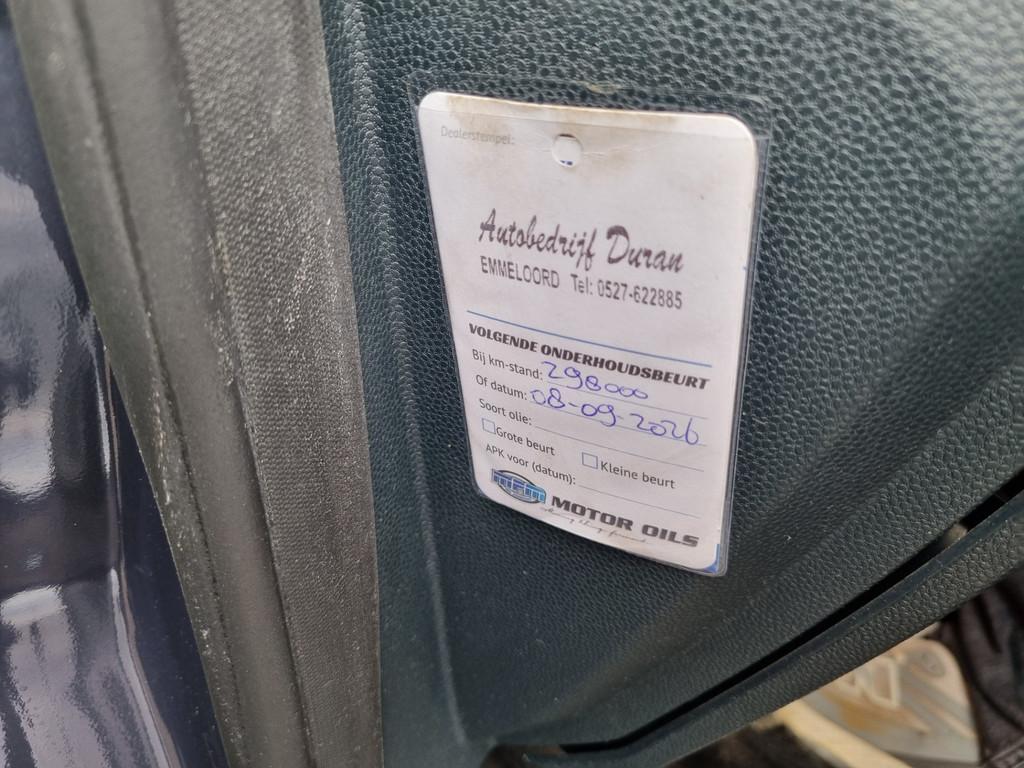 Dealerstempel:
Autobedrijf Duran
EMMELOORD Tel: 0527-622885
VOLGENDE ONDERHOUDSBEURT
Bij km-stand: 298000
Of datum: 08-09-2026
Soort olie:
Grote beurt Kleine beurt
APK voor (datum):
MPM MOTOR OILS